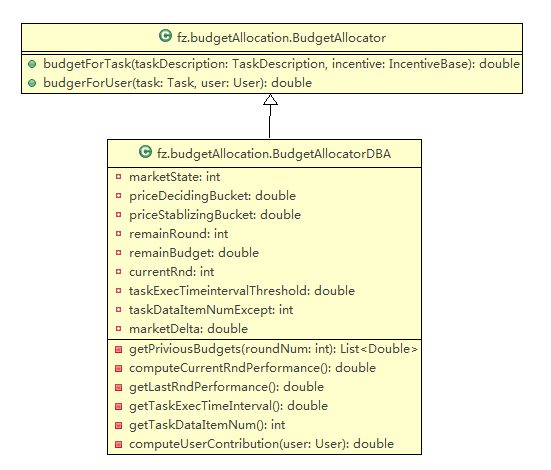 fz.budgetAllocation.BudgetAllocator
budgetForTask(taskDescription: TaskDescription, incentive: IncentiveBase): double
budgerForUser(task: Task, user: User): double
fz.budgetAllocation.BudgetAllocatorDBA
marketState: int
priceDecidingBucket: double
priceStablizingBucket: double
remainRound: int
remainBudget: double
currentRnd: int
taskExecTimeintervalThreshold: double
taskDataItemNumExcept: int
marketDelta: double
getPriviousBudgets(roundNum: int): List<Double>
computeCurrentRndPerformance(): double
getLastRndPerformance(): double
getTaskExecTimeInterval(): double
getTaskDataItemNum(): int
computeUserContribution(user: User): double